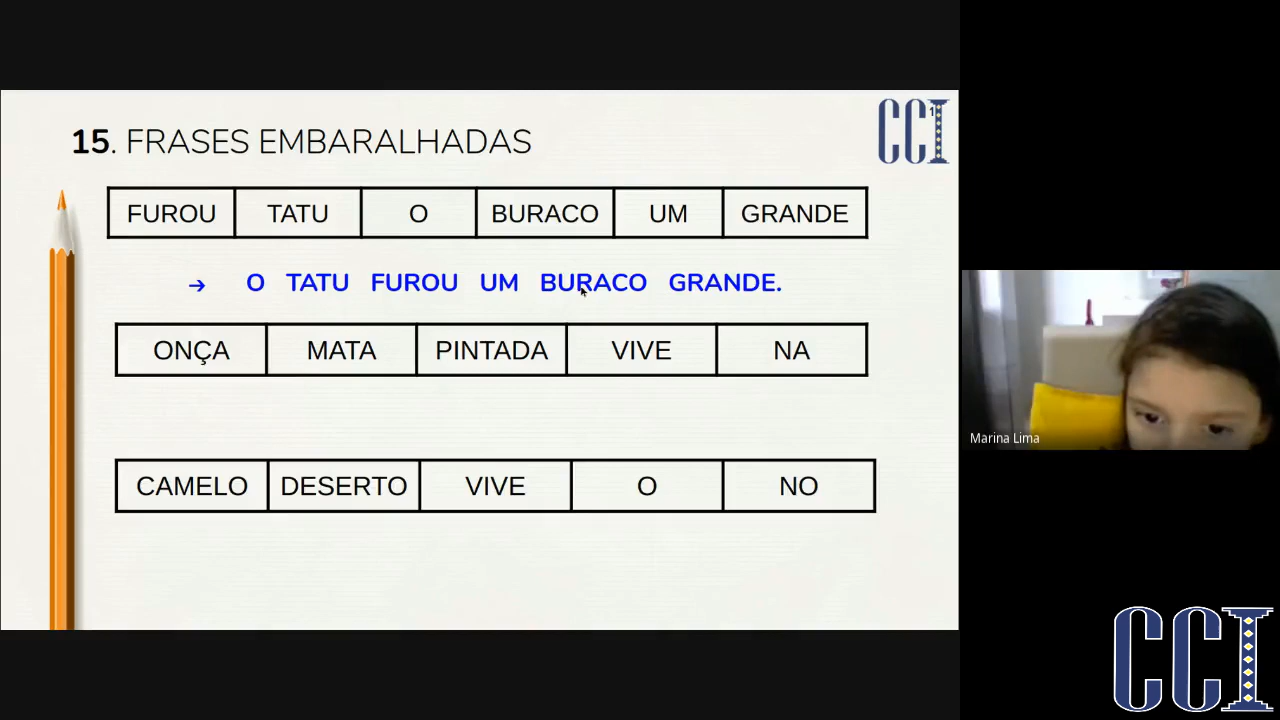 15. FRASES EMBARALHADAS
CCI
1
FUROU TATU O BURACO UM GRANDE
➔ O TATU FUROU UM BURACO GRANDE.
ONÇA MATA PINTADA VIVE NA
Marina Lima
CAMELO DESERTO VIVE O NO
CCI